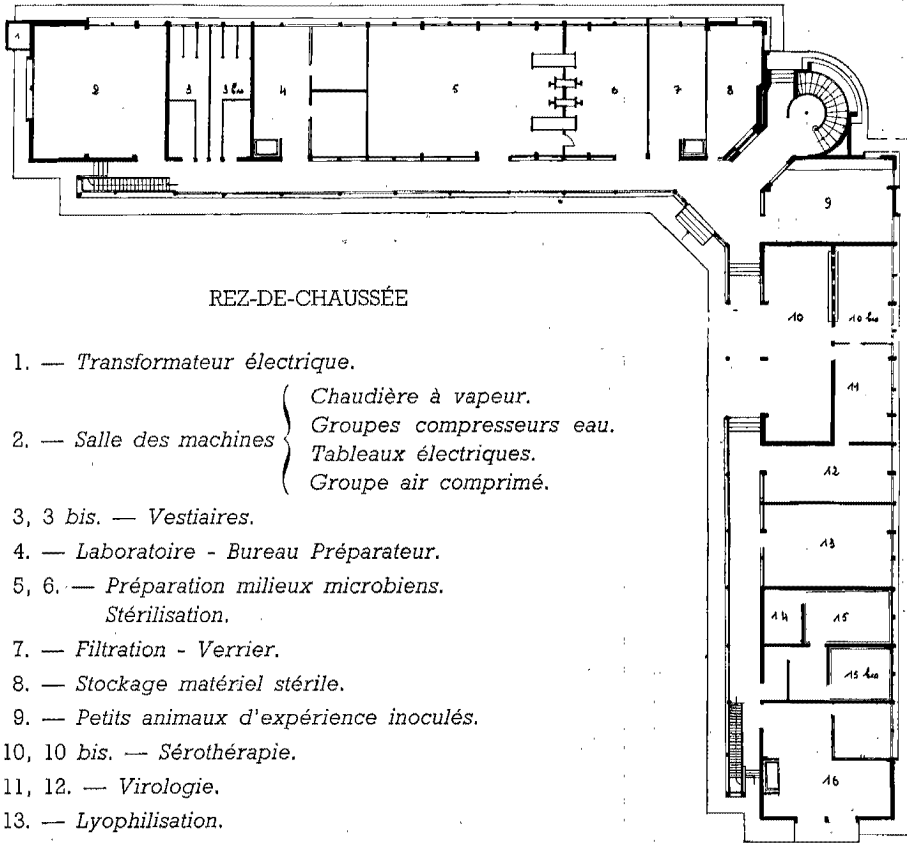 1
2
3
3 bis
4
5
6
7
8
9
10
10 bis
11
12
13
14
15
15 bis
16
REZ-DE-CHAUSSÉE
1. — Transformateur électrique.
2. — Salle des machines { Chaudière à vapeur.
Groupes compresseurs eau.
Tableaux électriques.
Groupe air comprimé.
3, 3 bis. — Vestiaires.
4. — Laboratoire - Bureau Préparateur.
5, 6. — Préparation milieux microbiens.
Stérilisation.
7. — Filtration - Verrier.
8. — Stockage matériel stérile.
9. — Petits animaux d'expérience inoculés.
10, 10 bis. — Sérothérapie.
11, 12. — Virologie.
13. — Lyophilisation.